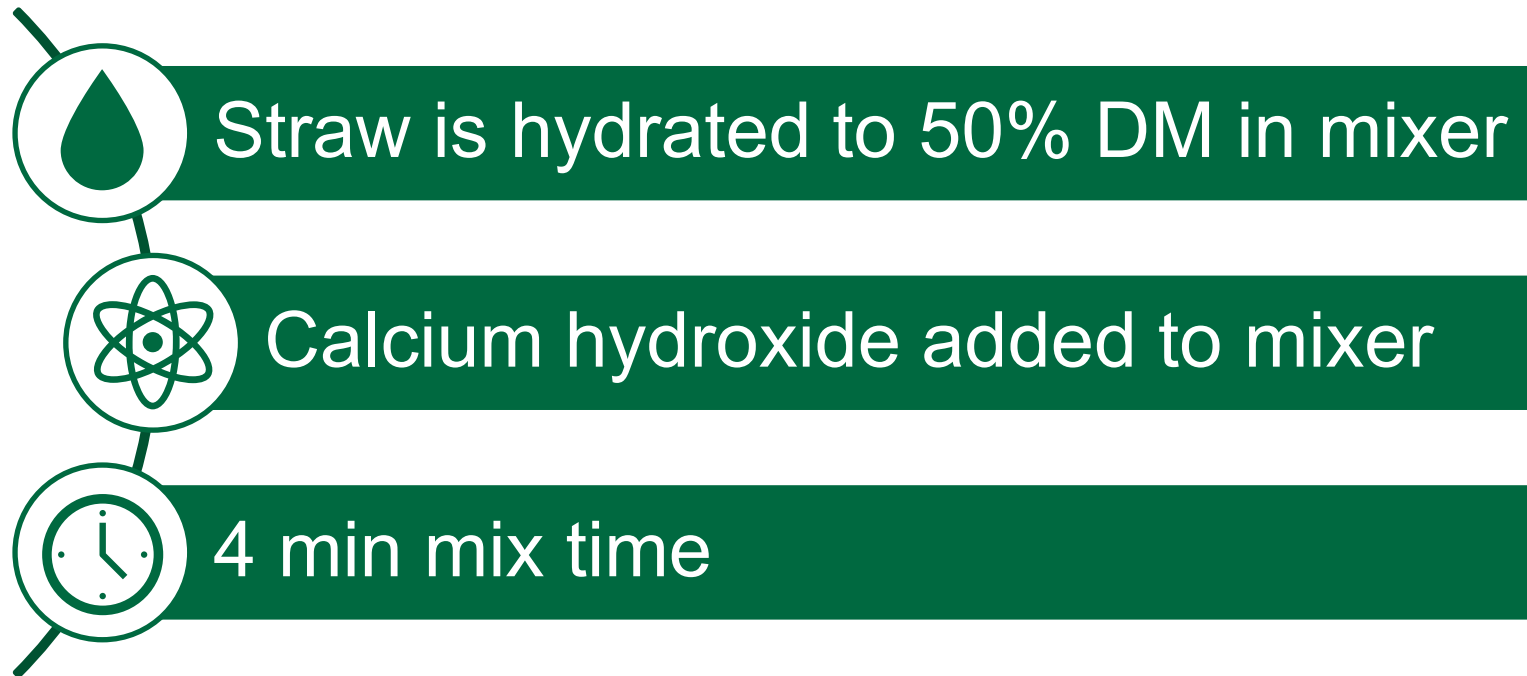 Straw is hydrated to 50% DM in mixer
Calcium hydroxide added to mixer
4 min mix time